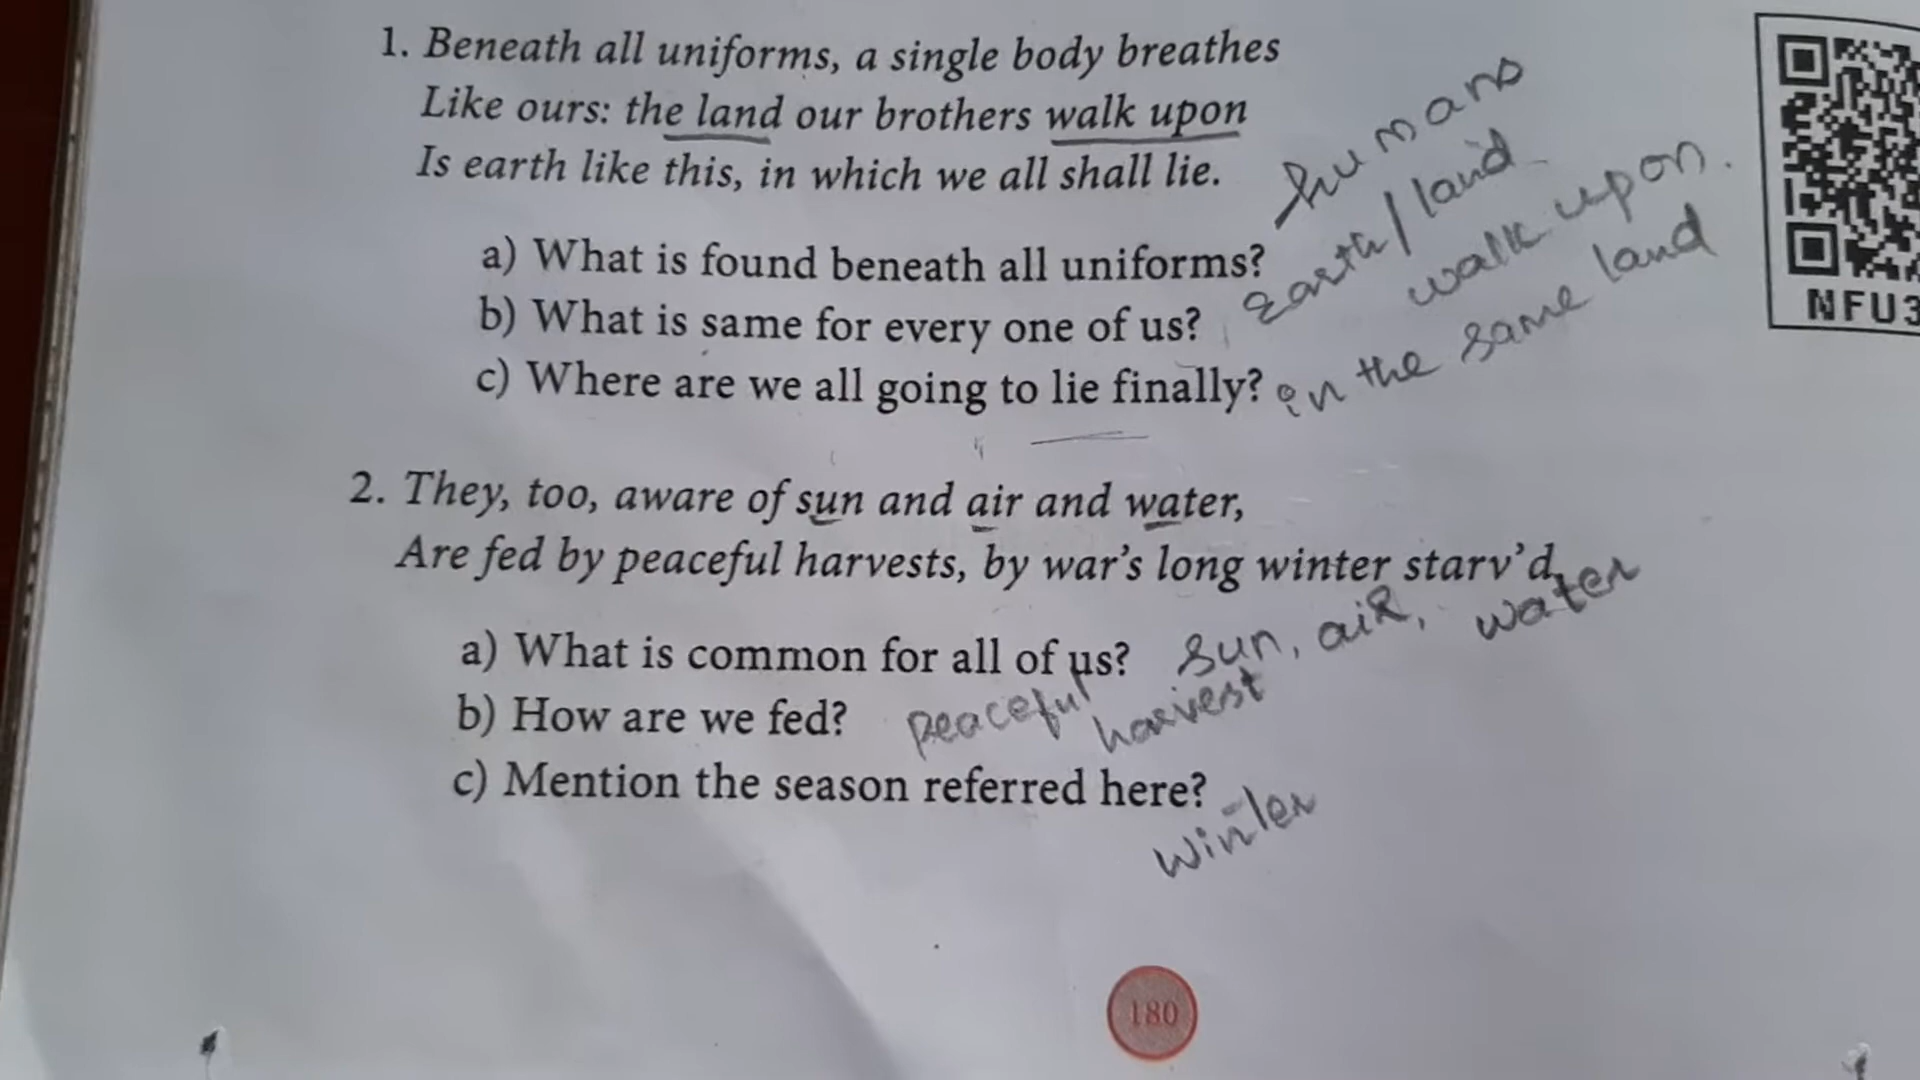 1. Beneath all uniforms, a single body breathes
Like ours: the land our brothers walk upon
Is earth like this, in which we all shall lie.
a) What is found beneath all uniforms? humans
b) What is same for every one of us? Earth/land walk upon.
c) Where are we all going to lie finally? in the same land
NFU3
2. They, too, aware of sun and air and water,
Are fed by peaceful harvests, by war's long winter starv'd,
a) What is common for all of us? sun, air, water
b) How are we fed? peaceful harvest
c) Mention the season referred here? winter
180